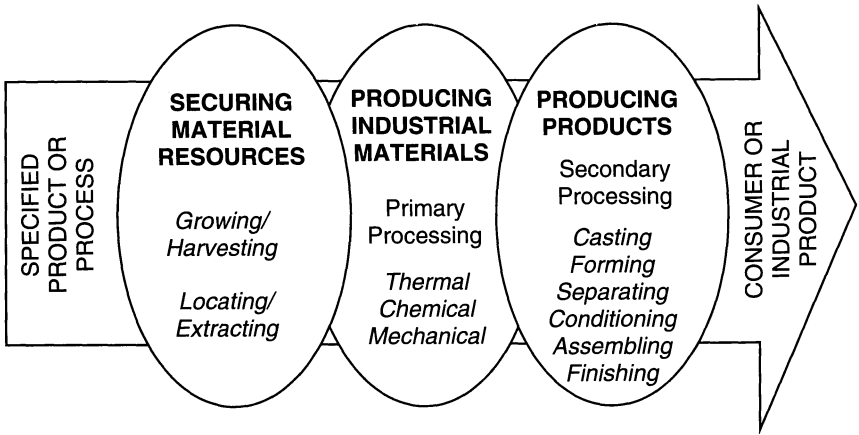 SPECIFIED
PRODUCT OR
PROCESS
SECURING
MATERIAL
RESOURCES
Growing/
Harvesting
Locating/
Extracting
PRODUCING
INDUSTRIAL
MATERIALS
Primary
Processing
Thermal
Chemical
Mechanical
PRODUCING
PRODUCTS
Secondary
Processing
Casting
Forming
Separating
Conditioning
Assembling
Finishing
CONSUMER OR
INDUSTRIAL
PRODUCT